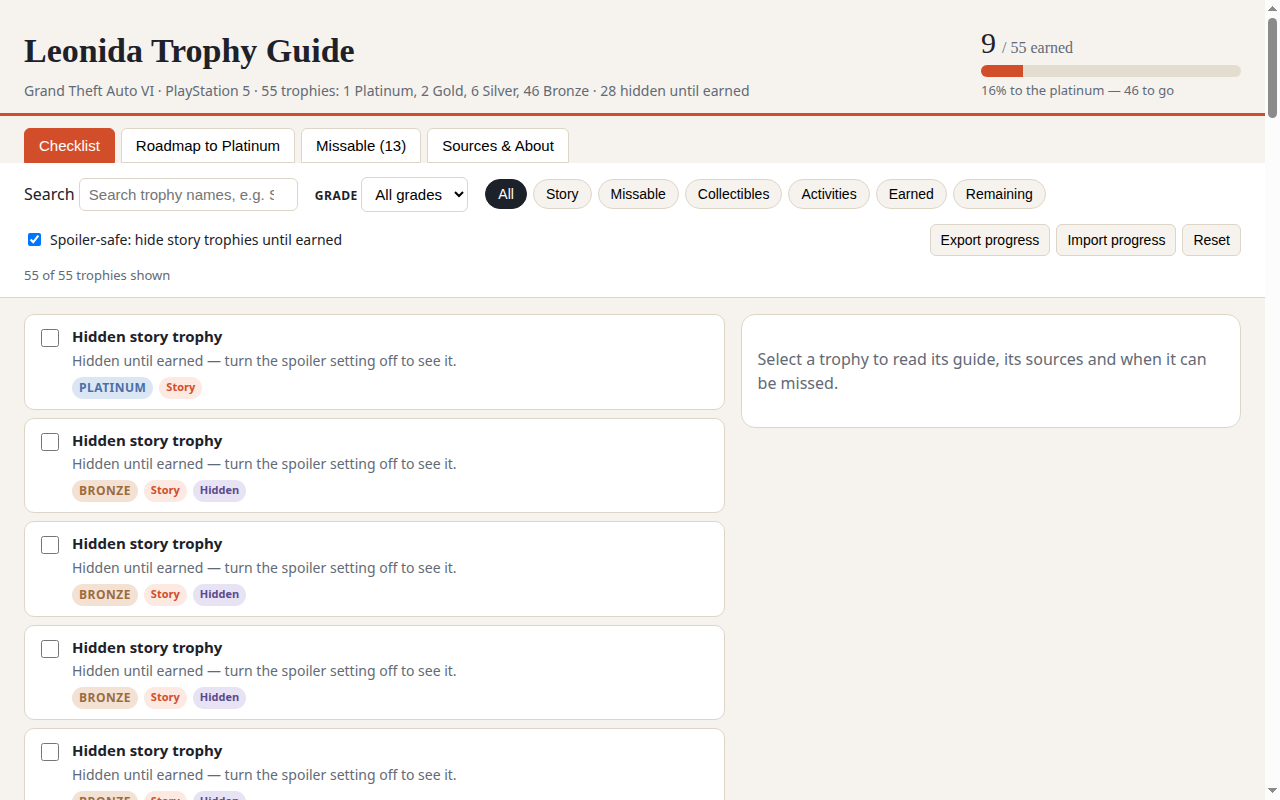 Leonida Trophy Guide
Grand Theft Auto VI · PlayStation 5 · 55 trophies: 1 Platinum, 2 Gold, 6 Silver, 46 Bronze · 28 hidden until earned
9 / 55 earned
16% to the platinum — 46 to go
Checklist
Roadmap to Platinum
Missable (13)
Sources & About
Search
Search trophy names, e.g.
GRADE
All grades
All
Story
Missable
Collectibles
Activities
Earned
Remaining
Spoiler-safe: hide story trophies until earned
Export progress
Import progress
Reset
55 of 55 trophies shown
Hidden story trophy
Hidden until earned — turn the spoiler setting off to see it.
PLATINUM Story
Hidden story trophy
Hidden until earned — turn the spoiler setting off to see it.
BRONZE Story Hidden
Hidden story trophy
Hidden until earned — turn the spoiler setting off to see it.
BRONZE Story Hidden
Hidden story trophy
Hidden until earned — turn the spoiler setting off to see it.
BRONZE Story Hidden
Hidden story trophy
Hidden until earned — turn the spoiler setting off to see it.
BRONZE Story Hidden
Select a trophy to read its guide, its sources and when it can
be missed.